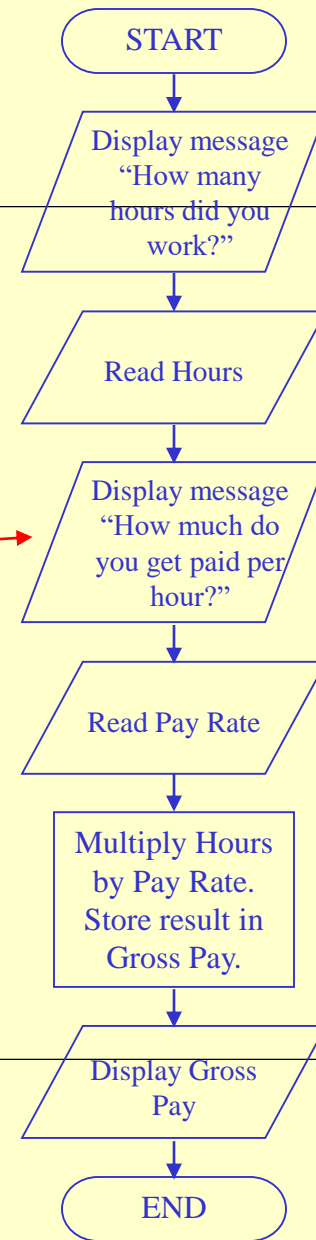 START
Display message
“How many
hours did you
work?”
Read Hours
Display message
“How much do
you get paid per
hour?”
Read Pay Rate
Multiply Hours
by Pay Rate.
Store result in
Gross Pay.
Display Gross
Pay
END